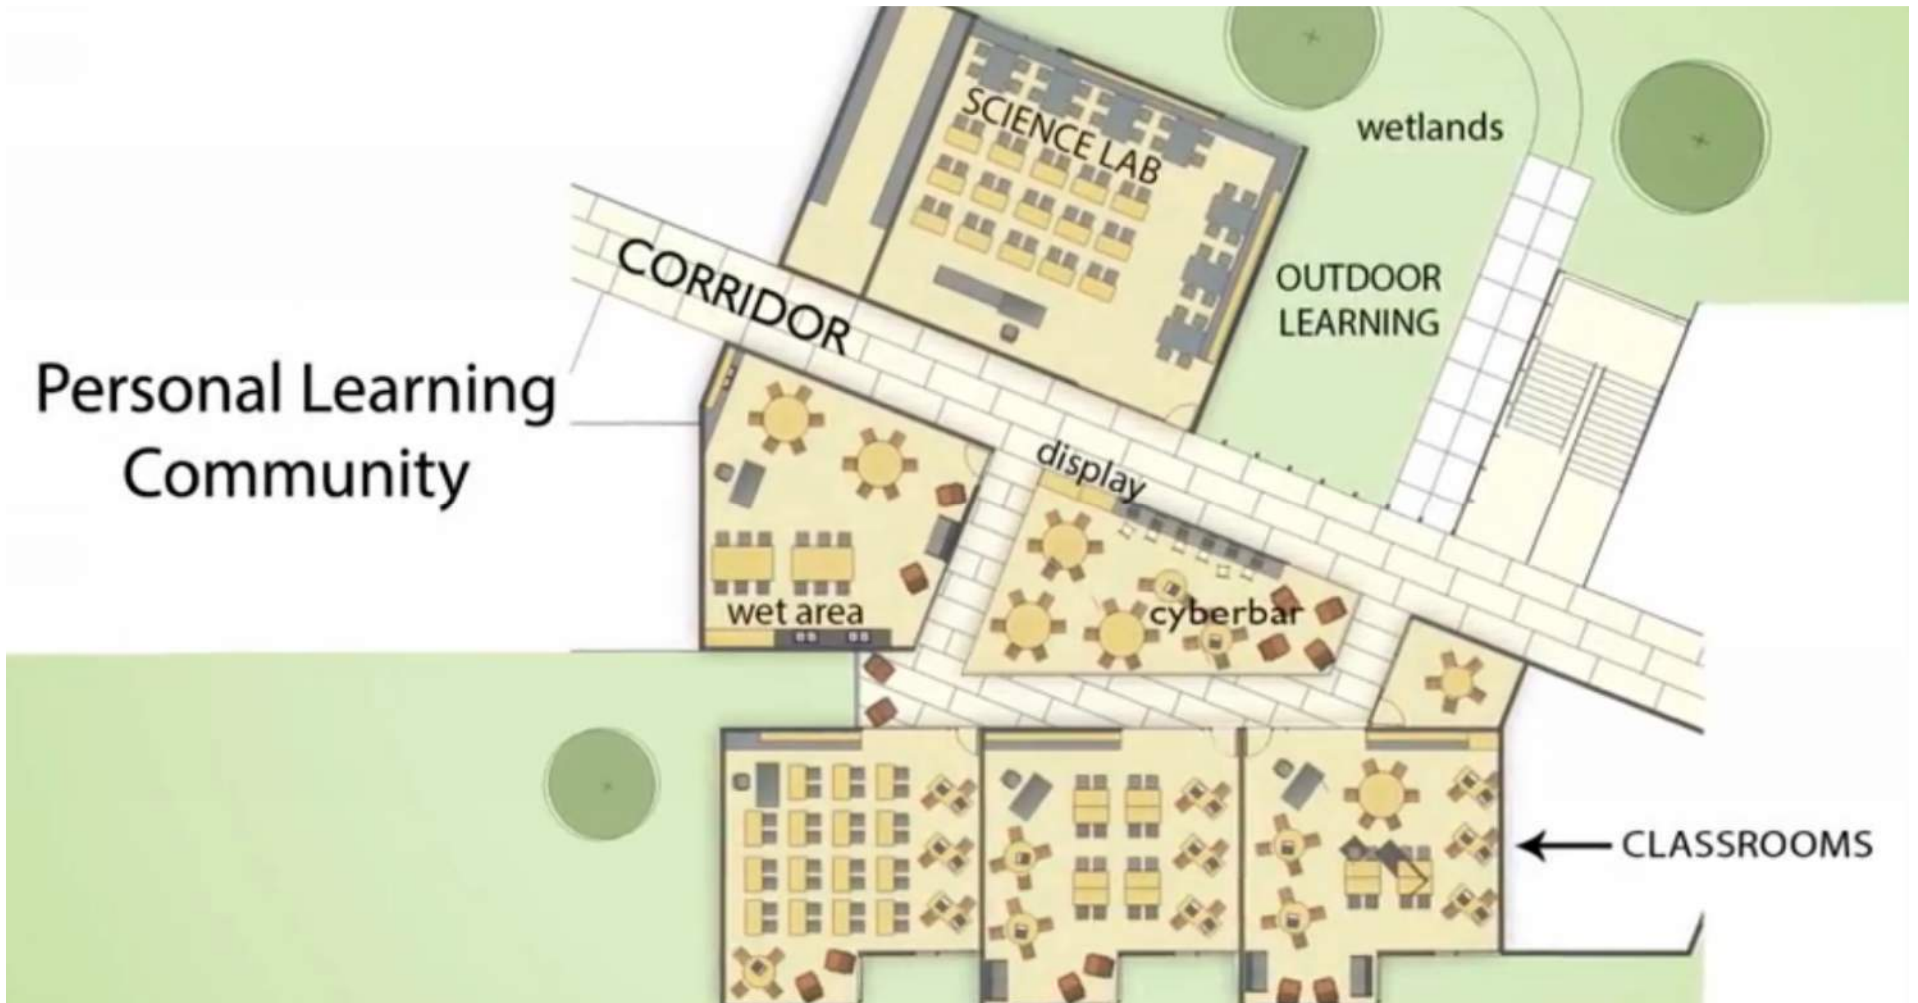 SCIENCE LAB
wetlands
CORRIDOR
OUTDOOR
LEARNING
Personal Learning
Community
display
wet area
cyberbar
CLASSROOMS